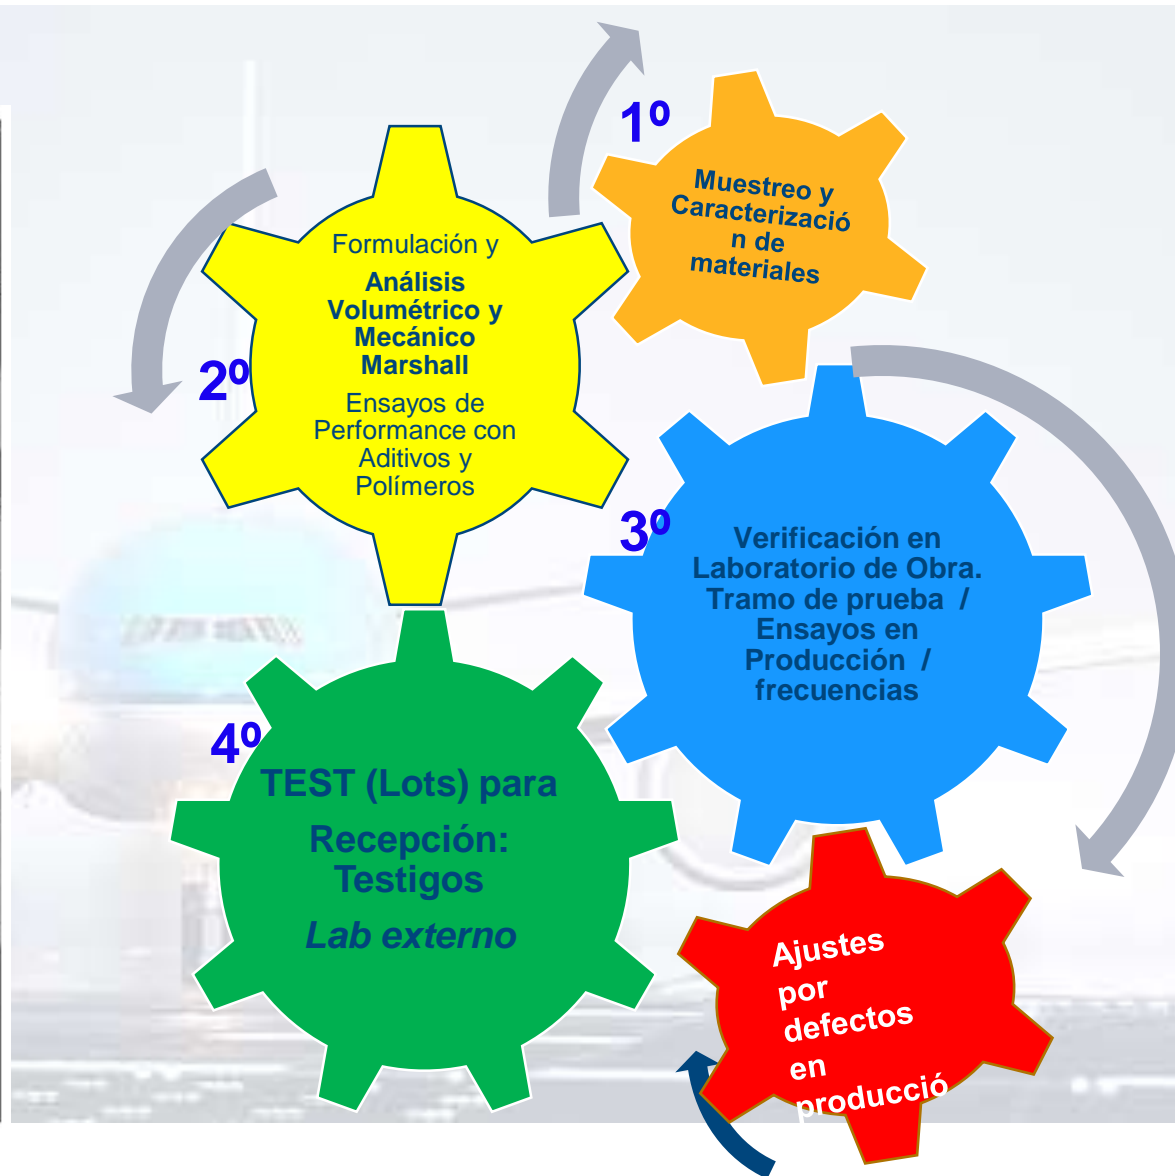 1º
Muestreo y
Caracterizació
n de
materiales
2º
Formulación y
Análisis
Volumétrico y
Mecánico
Marshall
Ensayos de
Performance con
Aditivos y
Polímeros
3º
Verificación en
Laboratorio de Obra.
Tramo de prueba /
Ensayos en
Producción /
frecuencias
4º
TEST (Lots) para
Recepción:
Testigos
Lab externo
Ajustes
por
defectos
en
producció